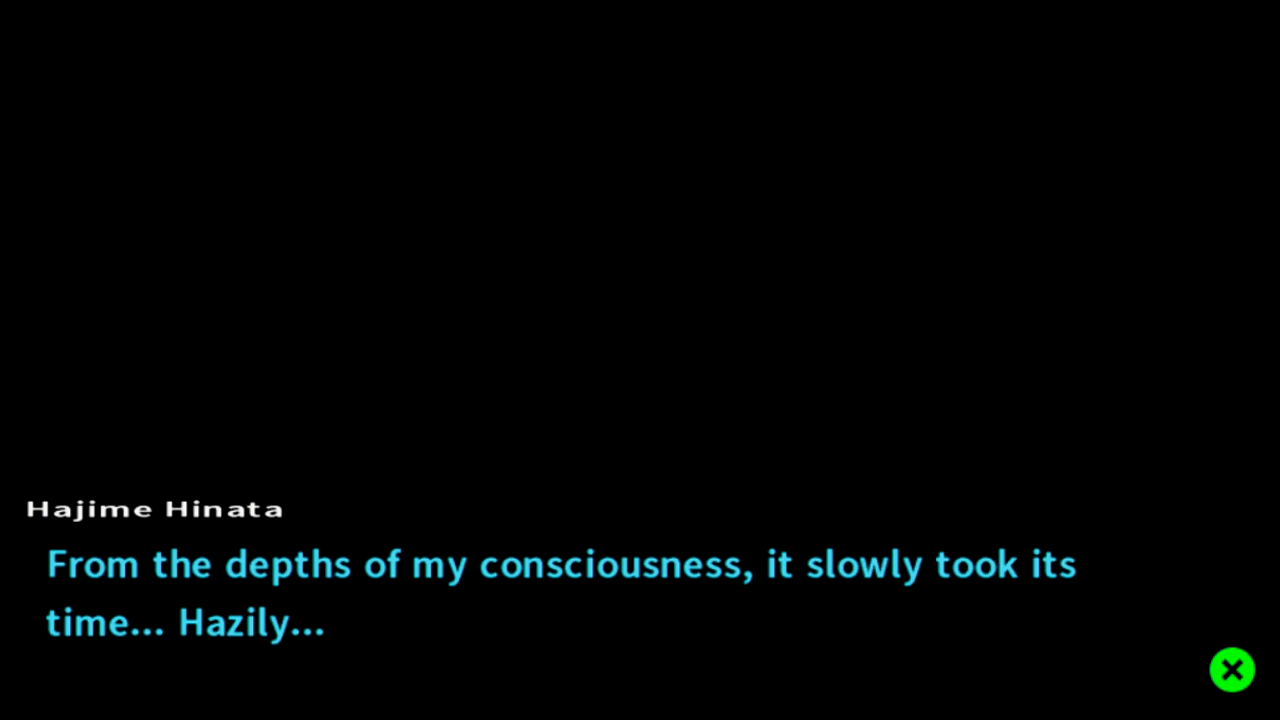 Hajime Hinata
From the depths of my consciousness, it slowly took its
time... Hazily...